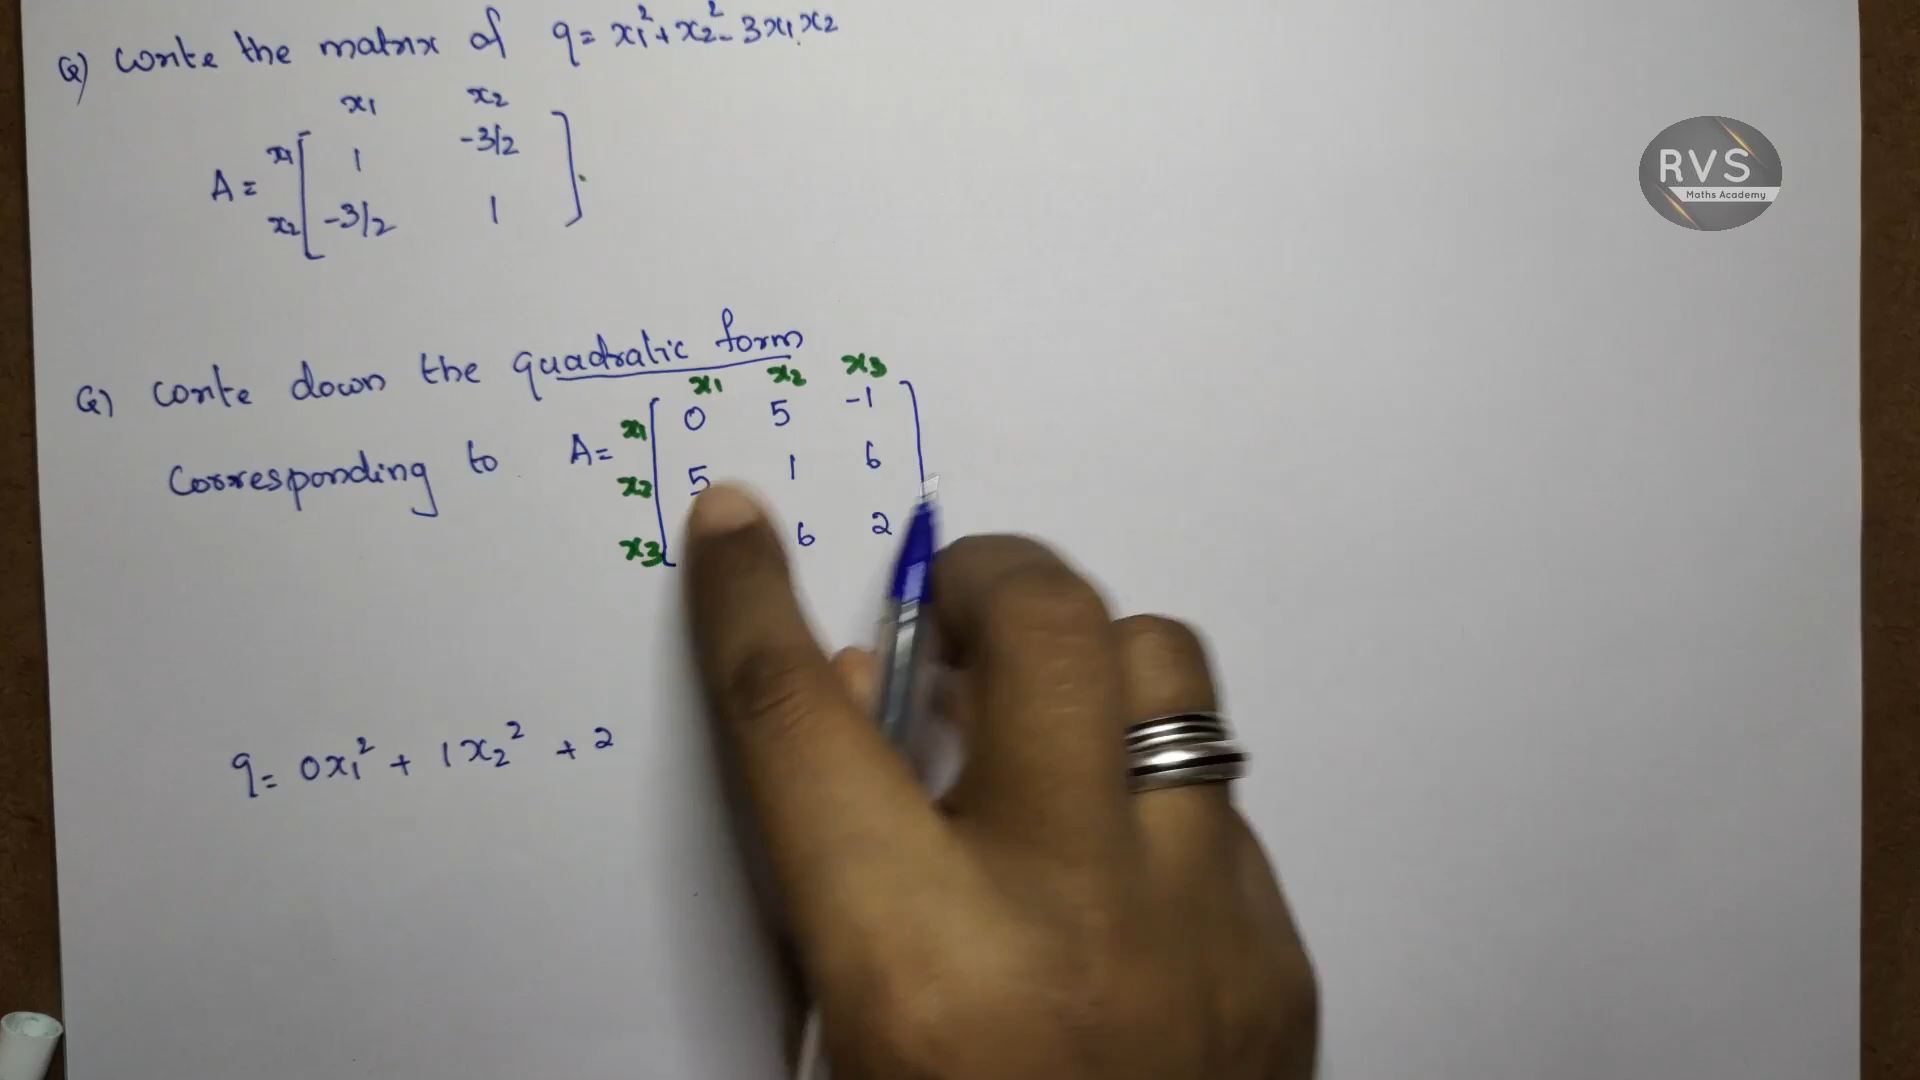 Q) Write the matrix of q = x₁² + x₂² - 3x₁x₂.
x₁ x₂
A = x₁ [ 1 -3/2 ]
x₂ [ -3/2 1 ].
Q) Write down the quadratic form
x₁ x₂ x₃
Corresponding to A = x₁ [ 0 5 -1 ]
x₂ [ 5 1 6 ]
x₃ [ 6 2
q = 0x₁² + 1x₂² + 2
RVS
Maths Academy